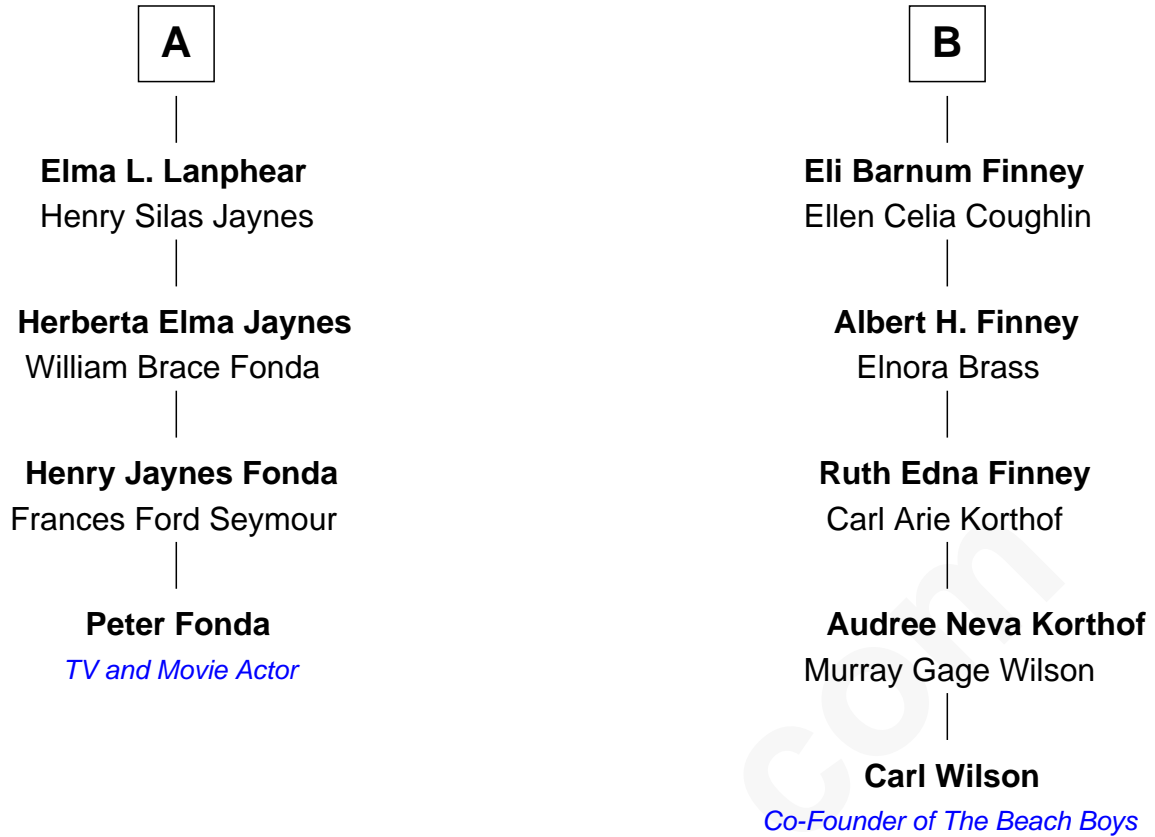 A
Elma L. Lanphear
Henry Silas Jaynes
Herberta Elma Jaynes
William Brace Fonda
Henry Jaynes Fonda
Frances Ford Seymour
Peter Fonda
TV and Movie Actor
B
Eli Barnum Finney
Ellen Celia Coughlin
Albert H. Finney
Elnora Brass
Ruth Edna Finney
Carl Arie Korthof
Audree Neva Korthof
Murray Gage Wilson
Carl Wilson
Co-Founder of The Beach Boys
com